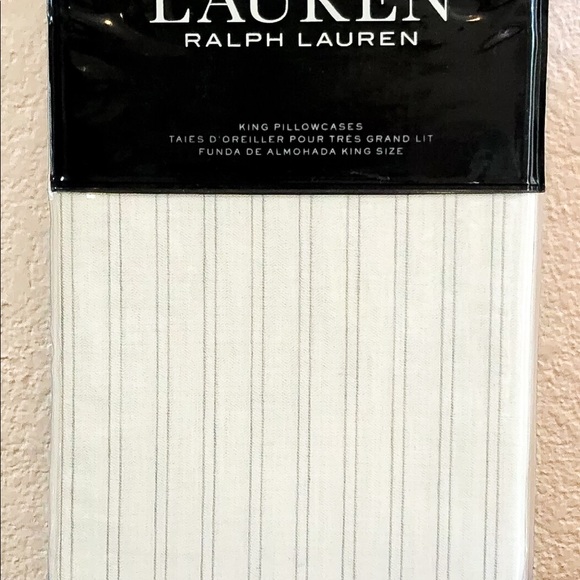 LAUREN
RALPH LAUREN
KING PILLOWCASES
TAIES D'OREILLER POUR TRÈS GRAND LIT
FUNDA DE ALMOHADA KING SIZE